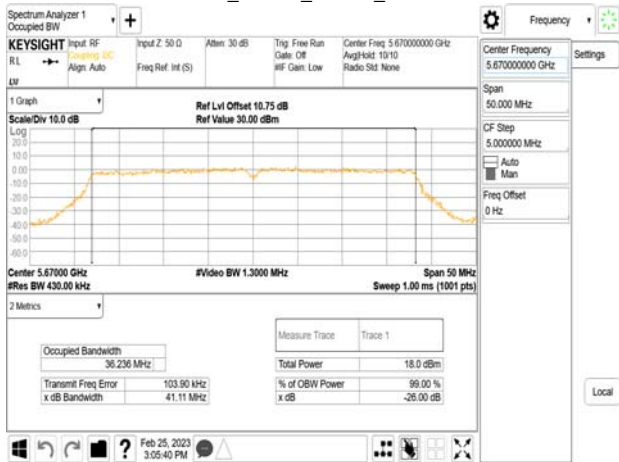 Spectrum Analyzer 1
Occupied BW
Frequency
KEYSIGHT
RL
Input: RF
Coupling: DC
Align: Auto
Input Z: 50 Ω
Freq Ref: Int (S)
Atten: 30 dB
Trig: Free Run
Gate: Off
#IF Gain: Low
Center Freq: 5.670000000 GHz
Avg|Hold: 10/10
Radio Std: None
1 Graph
Scale/Div 10.0 dB
Ref Lvl Offset 10.75 dB
Ref Value 30.00 dBm
Log
20.0
10.0
0.00
-10.0
-20.0
-30.0
-40.0
-50.0
-60.0
Center 5.67000 GHz
#Res BW 430.00 kHz
#Video BW 1.3000 MHz
Span 50 MHz
Sweep 1.00 ms (1001 pts)
2 Metrics
Occupied Bandwidth
36.236 MHz
Transmit Freq Error 103.90 kHz
x dB Bandwidth 41.11 MHz
Measure Trace Trace 1
Total Power 18.0 dBm
% of OBW Power 99.00 %
x dB -26.00 dB
Center Frequency
5.670000000 GHz
Settings
Span
50.000 MHz
CF Step
5.000000 MHz
Auto
Man
Freq Offset
0 Hz
Local
?
Feb 25, 2023
3:05:40 PM